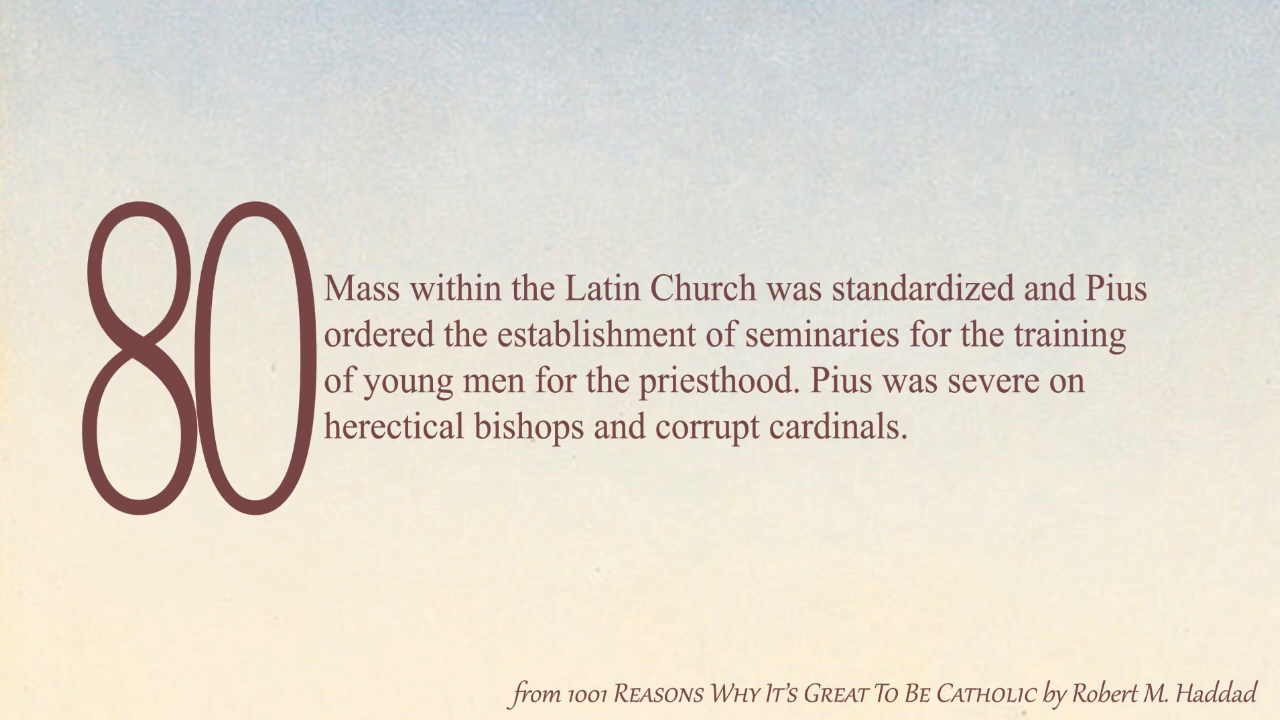 80
Mass within the Latin Church was standardized and Pius
ordered the establishment of seminaries for the training
of young men for the priesthood. Pius was severe on
herectical bishops and corrupt cardinals.
from 1001 REASONS WHY IT'S GREAT TO BE CATHOLIC by Robert M. Haddad